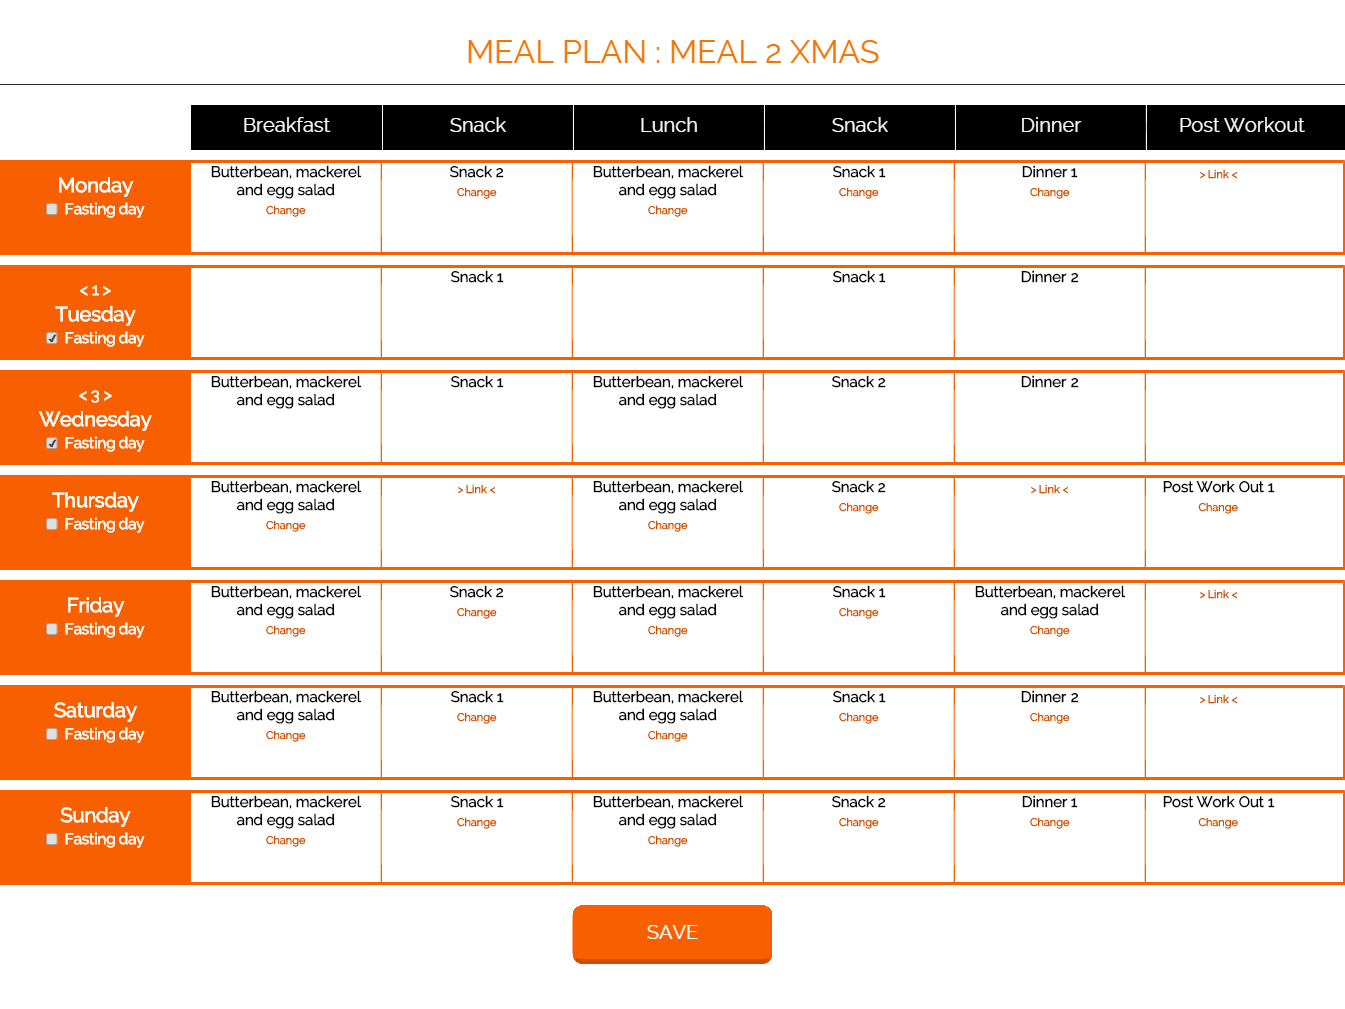 MEAL PLAN : MEAL 2 XMAS
Breakfast Snack Lunch Snack Dinner Post Workout
Monday
Fasting day
Butterbean, mackerel
and egg salad
Change
Snack 2
Change
Butterbean, mackerel
and egg salad
Change
Snack 1
Change
Dinner 1
Change
> Link <
< 1 >
Tuesday
Fasting day
Snack 1
Snack 1
Dinner 2
< 3 >
Wednesday
Fasting day
Butterbean, mackerel
and egg salad
Snack 1
Butterbean, mackerel
and egg salad
Snack 2
Dinner 2
Thursday
Fasting day
Butterbean, mackerel
and egg salad
Change
> Link <
Butterbean, mackerel
and egg salad
Change
Snack 2
Change
> Link <
Post Work Out 1
Change
Friday
Fasting day
Butterbean, mackerel
and egg salad
Change
Snack 2
Change
Butterbean, mackerel
and egg salad
Change
Snack 1
Change
Butterbean, mackerel
and egg salad
Change
> Link <
Saturday
Fasting day
Butterbean, mackerel
and egg salad
Change
Snack 1
Change
Butterbean, mackerel
and egg salad
Change
Snack 1
Change
Dinner 2
Change
> Link <
Sunday
Fasting day
Butterbean, mackerel
and egg salad
Change
Snack 1
Change
Butterbean, mackerel
and egg salad
Change
Snack 2
Change
Dinner 1
Change
Post Work Out 1
Change
SAVE